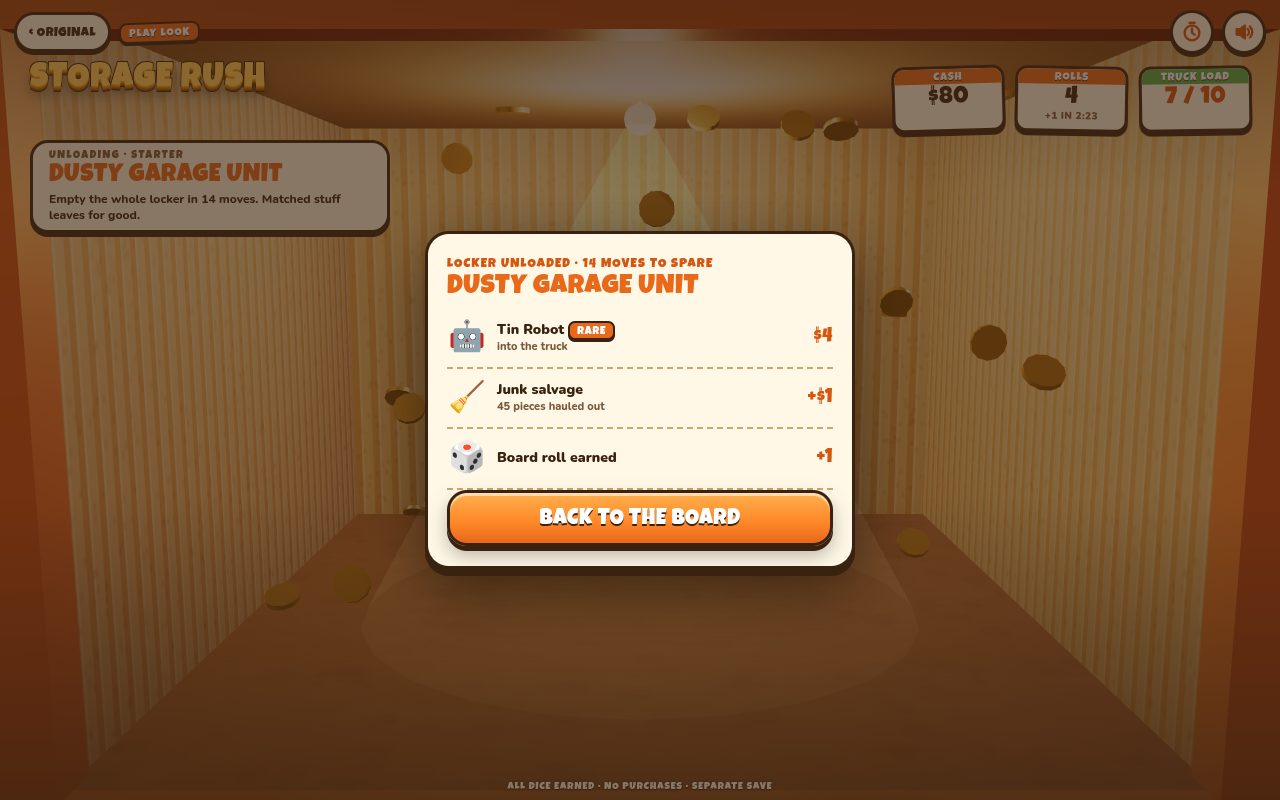 ‹ ORIGINAL
PLAY LOOK
STORAGE RUSH
CASH
$80
ROLLS
4
+1 IN 2:23
TRUCK LOAD
7 / 10
UNLOADING · STARTER
DUSTY GARAGE UNIT
Empty the whole locker in 14 moves. Matched stuff
leaves for good.
LOCKER UNLOADED · 14 MOVES TO SPARE
DUSTY GARAGE UNIT
Tin Robot RARE
into the truck
$4
Junk salvage
45 pieces hauled out
+$1
Board roll earned
+1
BACK TO THE BOARD
ALL DICE EARNED · NO PURCHASES · SEPARATE SAVE